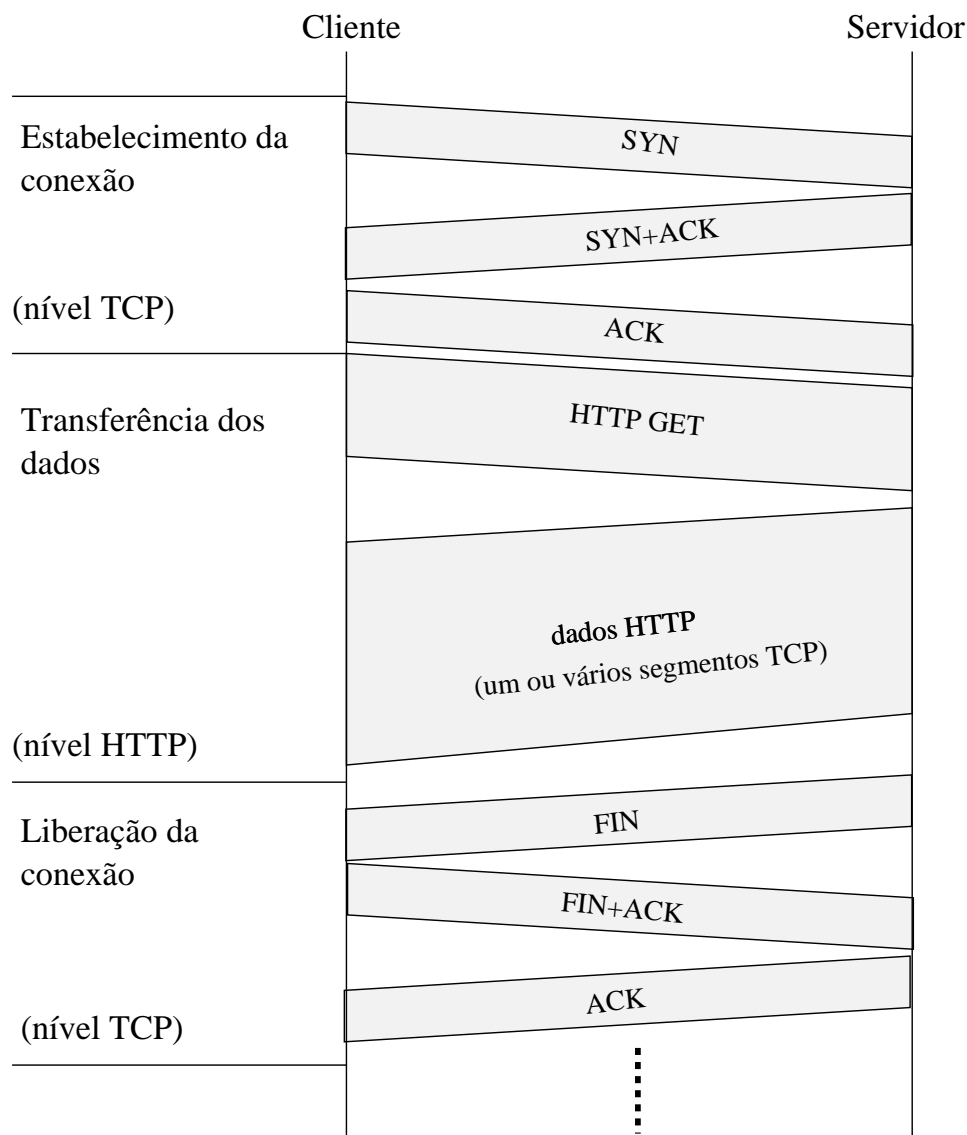 Cliente
Servidor
Estabelecimento da
conexão
SYN
SYN+ACK
(nível TCP)
ACK
Transferência dos
dados
HTTP GET
dados HTTP
(um ou vários segmentos TCP)
(nível HTTP)
Liberação da
conexão
FIN
FIN+ACK
ACK
(nível TCP)